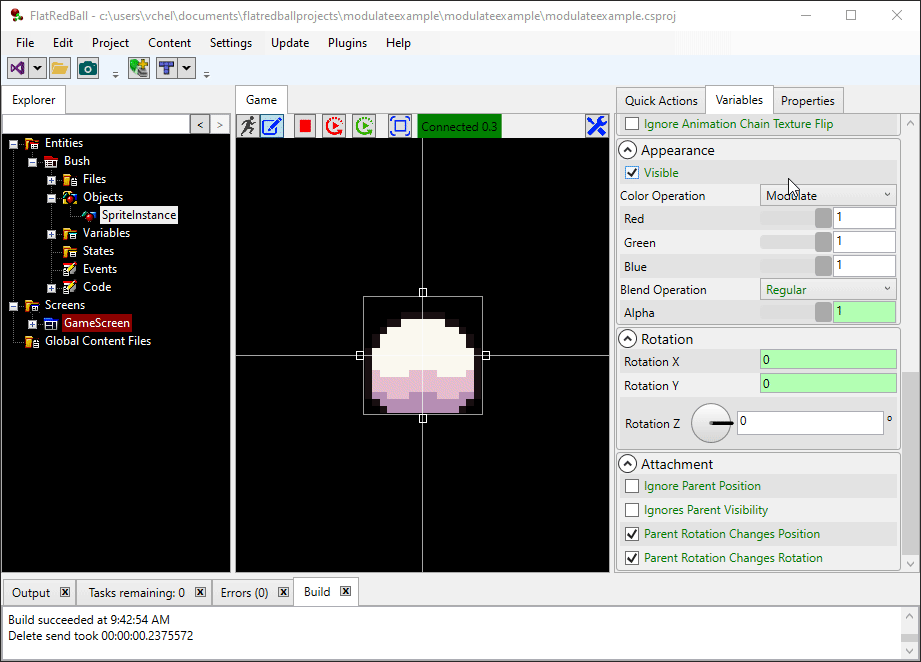 FlatRedBall - c:\users\vchel\documents\flatredballprojects\modulateexample\modulateexample\modulateexample.csproj
File Edit Project Content Settings Update Plugins Help
Explorer
< >
Entities
Bush
Files
Objects
SpriteInstance
Variables
States
Events
Code
Screens
GameScreen
Global Content Files
Game
Connected 0.3
Quick Actions Variables Properties
Ignore Animation Chain Texture Flip
Appearance
Visible
Color Operation Modulate
Red 1
Green 1
Blue 1
Blend Operation Regular
Alpha 1
Rotation
Rotation X 0
Rotation Y 0
Rotation Z 0 °
Attachment
Ignore Parent Position
Ignores Parent Visibility
Parent Rotation Changes Position
Parent Rotation Changes Rotation
Output Tasks remaining: 0 Errors (0) Build
Build succeeded at 9:42:54 AM
Delete send took 00:00:00.2375572